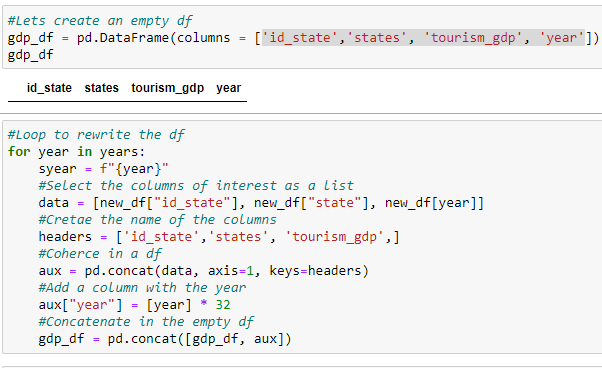 #Lets create an empty df
gdp_df = pd.DataFrame(columns = ['id_state','states', 'tourism_gdp', 'year'])
gdp_df
id_state states tourism_gdp year
#Loop to rewrite the df
for year in years:
    syear = f"{year}"
    #Select the columns of interest as a list
    data = [new_df["id_state"], new_df["state"], new_df[year]]
    #Cretae the name of the columns
    headers = ['id_state','states', 'tourism_gdp',]
    #Coherce in a df
    aux = pd.concat(data, axis=1, keys=headers)
    #Add a column with the year
    aux["year"] = [year] * 32
    #Concatenate in the empty df
    gdp_df = pd.concat([gdp_df, aux])